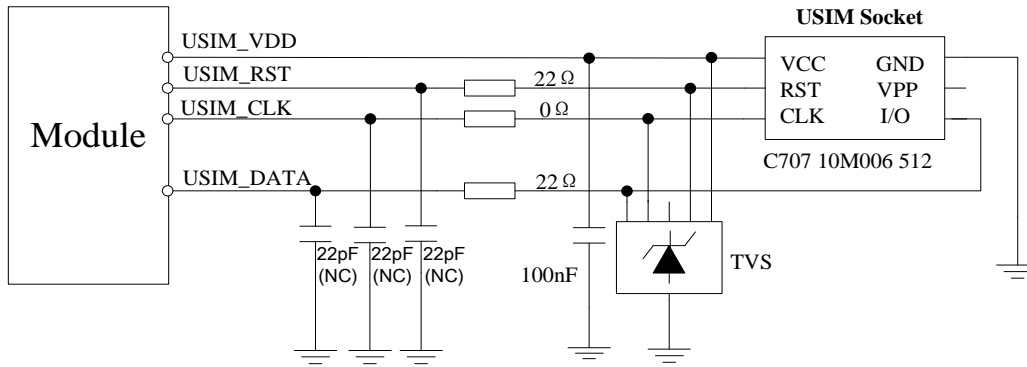 USIM Socket
USIM_VDD
USIM_RST
USIM_CLK
USIM_DATA
Module
22Ω
0Ω
22Ω
VCC GND
RST VPP
CLK I/O
C707 10M006 512
22pF
(NC)
22pF
(NC)
22pF
(NC)
100nF
TVS